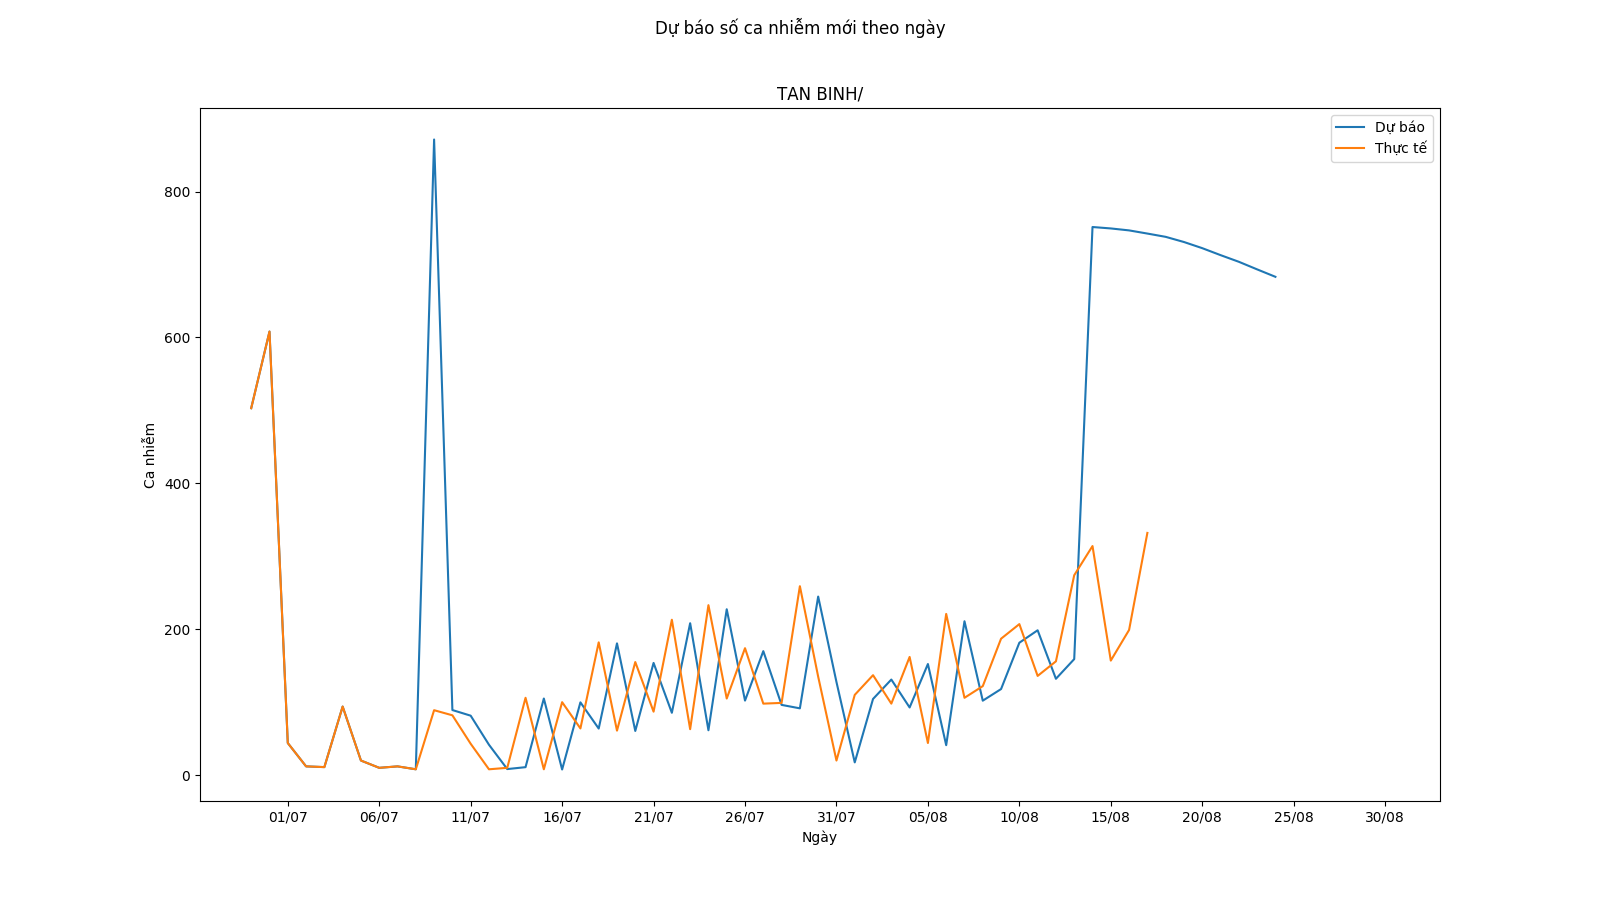 Dự báo số ca nhiễm mới theo ngày
TAN BINH/
Dự báo
Thực tế
800
600
400
200
0
Ca nhiễm
01/07 06/07 11/07 16/07 21/07 26/07 31/07 05/08 10/08 15/08 20/08 25/08 30/08
Ngày